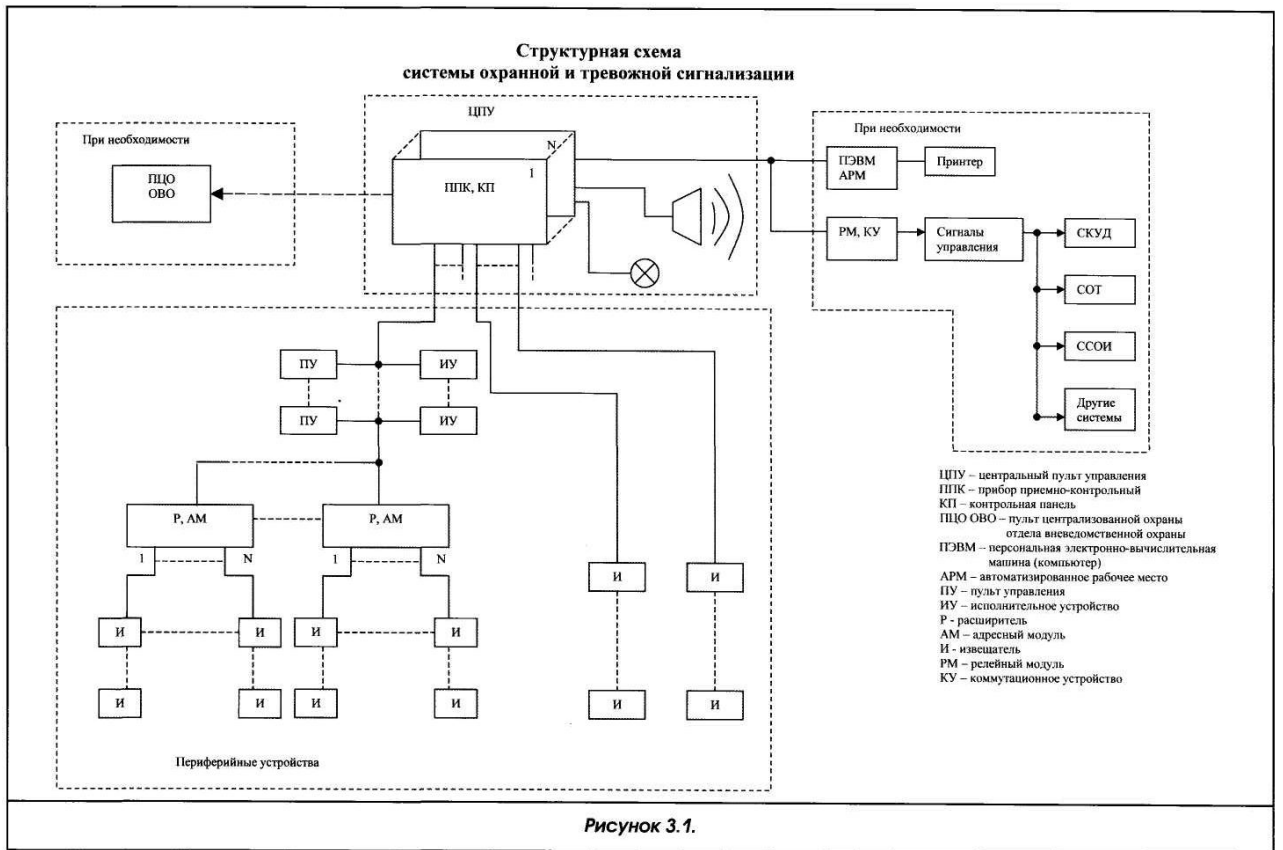 Структурная схема
системы охранной и тревожной сигнализации
При необходимости
ПЦО
ОВО
ЦПУ
N
1
ППК, КП
При необходимости
ПЭВМ
АРМ
Принтер
РМ, КУ
Сигналы
управления
СКУД
СОТ
ССОИ
Другие
системы
ПУ
ИУ
ПУ
ИУ
Р, АМ
Р, АМ
1
N
1
N
И
И
И
И
И
И
И
И
И
И
И
И
Периферийные устройства
ЦПУ – центральный пульт управления
ППК – прибор приемно-контрольный
КП – контрольная панель
ПЦО ОВО – пульт централизованной охраны
отдела вневедомственной охраны
ПЭВМ – персональная электронно-вычислительная
машина (компьютер)
АРМ – автоматизированное рабочее место
ПУ – пульт управления
ИУ – исполнительное устройство
Р - расширитель
АМ – адресный модуль
И - извещатель
РМ – релейный модуль
КУ – коммутационное устройство
Рисунок 3.1.